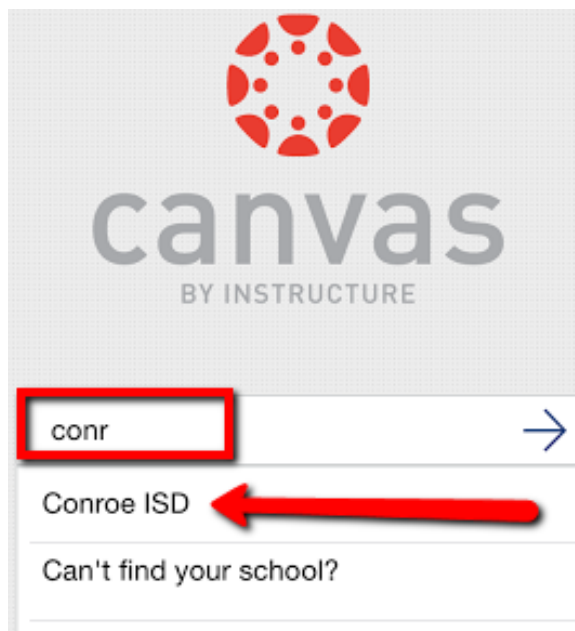 canvas
BY INSTRUCTURE
conr
Conroe ISD
Can't find your school?